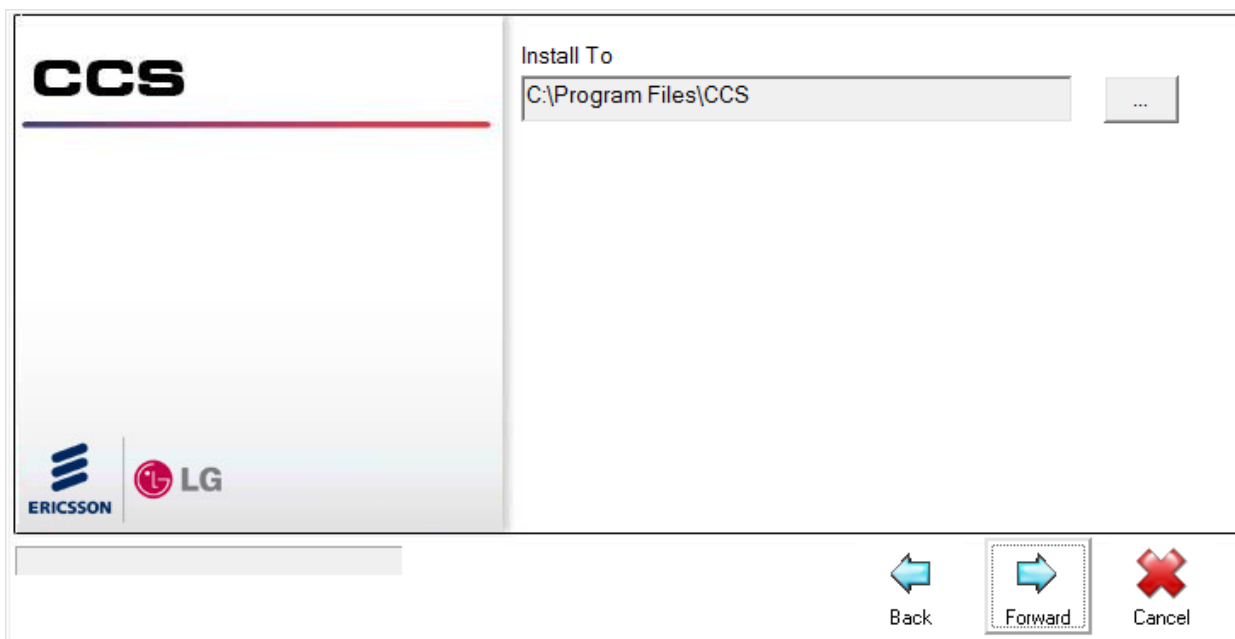 CCS
Install To
C:\Program Files\CCS
...
ERICSSON
LG
Back
Forward
Cancel